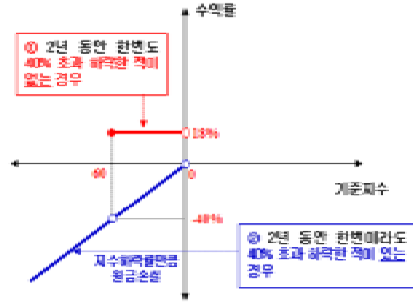 수익률
① 2년 동안 한번도
40% 초과 하락한 적이
없는 경우
18%
60
0
기준지수
-40%
지수하락률만큼
원금손실
② 2년 동안 한번이라도
40% 초과 하락한 적이 있는
경우